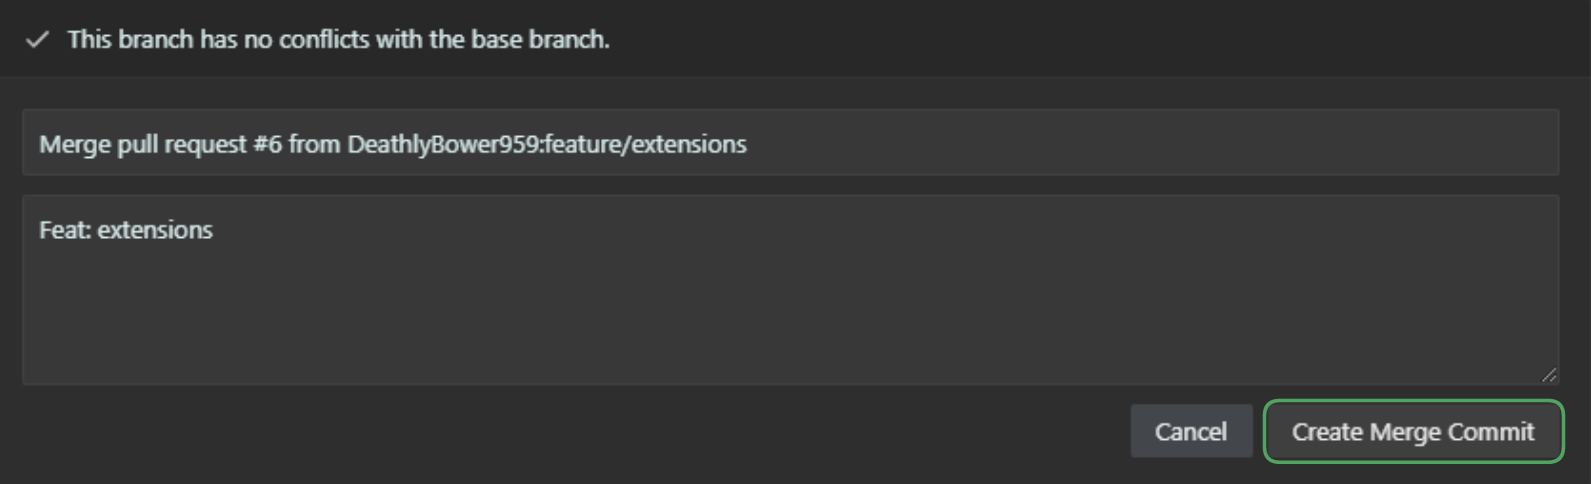 This branch has no conflicts with the base branch.
Merge pull request #6 from DeathlyBower959:feature/extensions
Feat: extensions
Cancel
Create Merge Commit